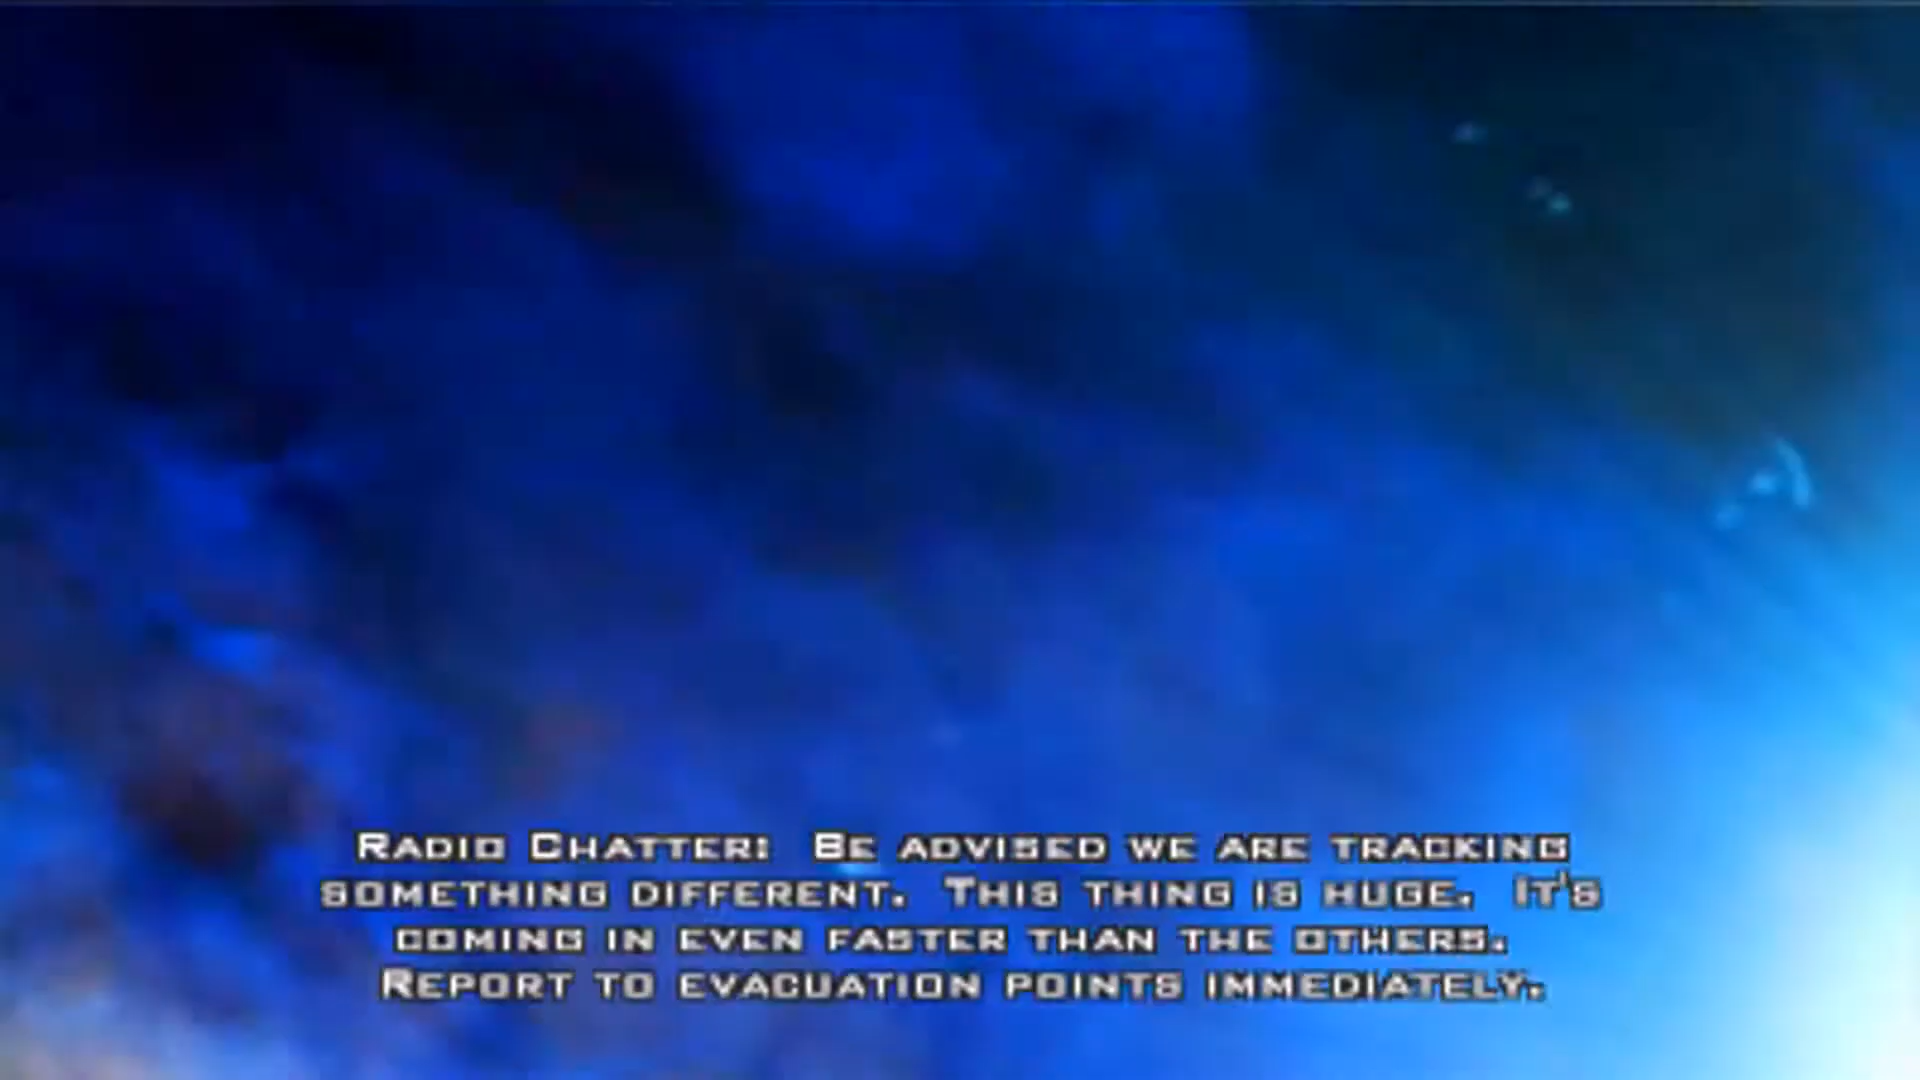 Radio Chatter: Be advised we are tracking
something different. This thing is huge. It's
coming in even faster than the others.
Report to evacuation points immediately.